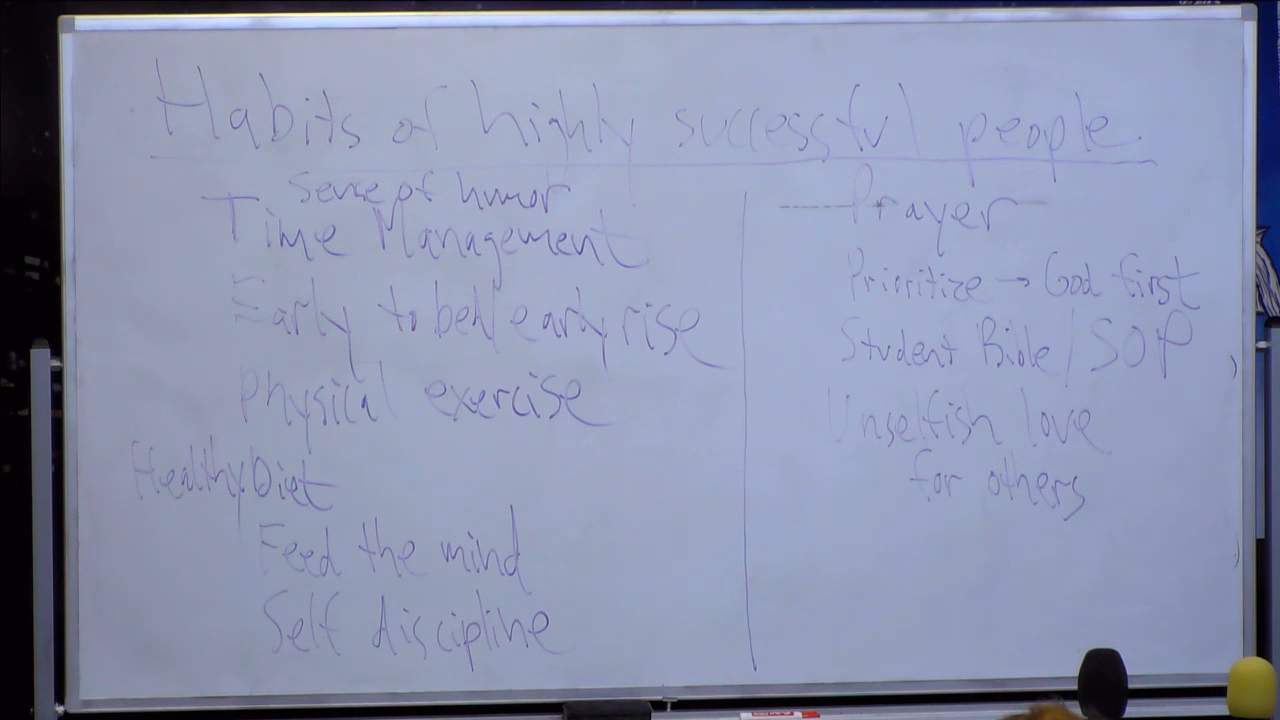 Habits of highly successful people
Sense of humor
Time Management
Early to bed/early rise
Physical exercise
Healthy Diet
Feed the mind
Self discipline
Prayer
Prioritize → God first
Student Bible/SOP
Unselfish love
for others